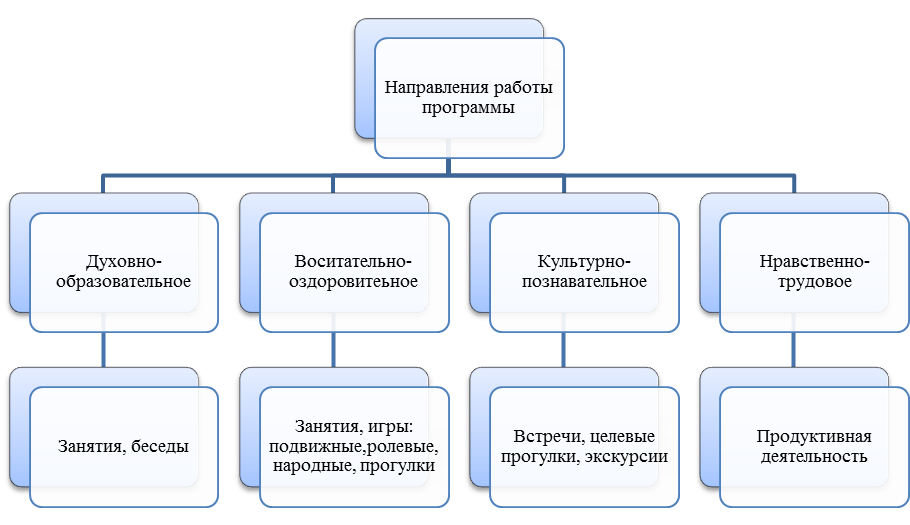 Направления работы
программы
Духовно-
образовательное
Воситательно-
оздоровитеьное
Культурно-
познавательное
Нравственно-
трудовое
Занятия, беседы
Занятия, игры:
подвижные,ролевые,
народные, прогулки
Встречи, целевые
прогулки, экскурсии
Продуктивная
деятельность